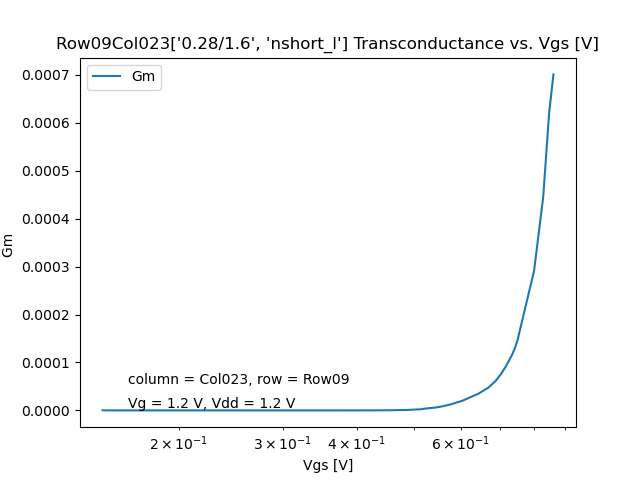 Row09Col023['0.28/1.6', 'nshort_l'] Transconductance vs. Vgs [V]
Gm
0.0007
0.0006
0.0005
0.0004
0.0003
0.0002
0.0001
0.0000
Gm
column = Col023, row = Row09
Vg = 1.2 V, Vdd = 1.2 V
2 × 10⁻¹
3 × 10⁻¹
4 × 10⁻¹
6 × 10⁻¹
Vgs [V]